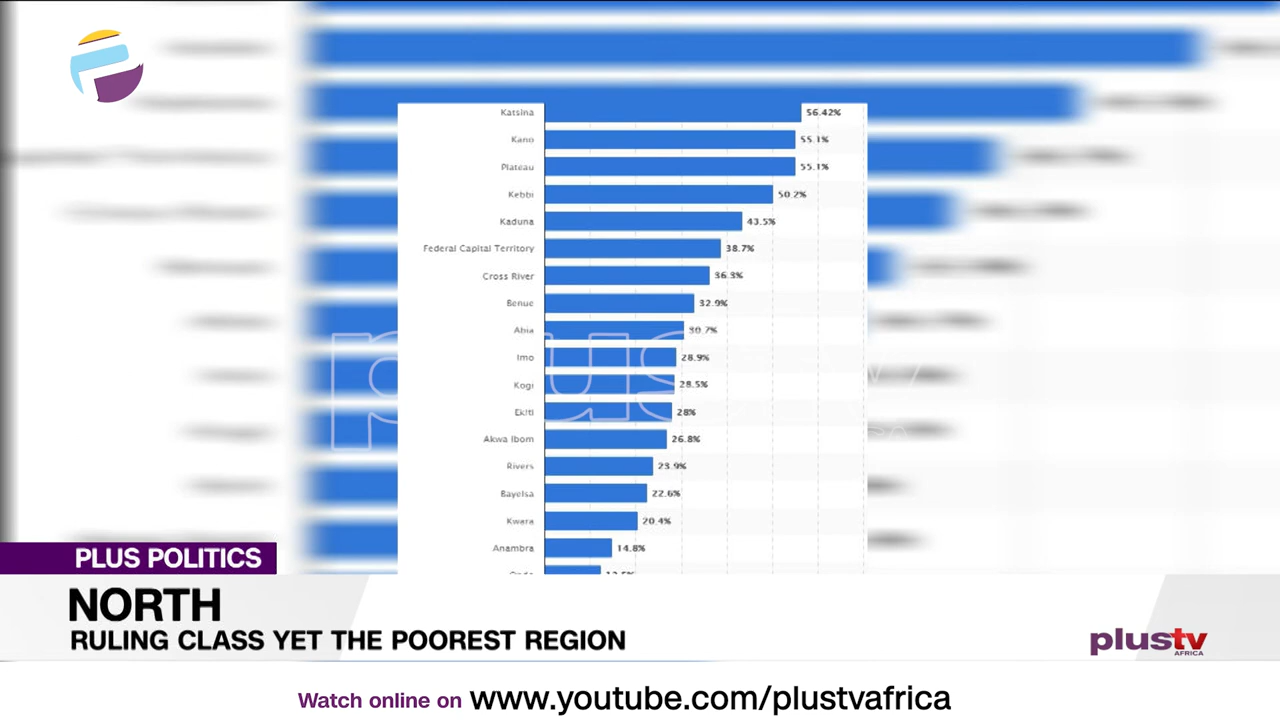 Katsina 56.42%
Kano 55.1%
Plateau 55.1%
Kebbi 50.2%
Kaduna 43.5%
Federal Capital Territory 38.7%
Cross River 36.3%
Benue 32.9%
Abia 30.7%
Imo 28.9%
Kogi 28.5%
Ekiti 28%
Akwa Ibom 26.8%
Rivers 23.9%
Bayelsa 22.6%
Kwara 20.4%
Anambra 14.8%
plus
PLUS POLITICS
NORTH
RULING CLASS YET THE POOREST REGION
plustv
AFRICA
Watch online on www.youtube.com/plustvafrica